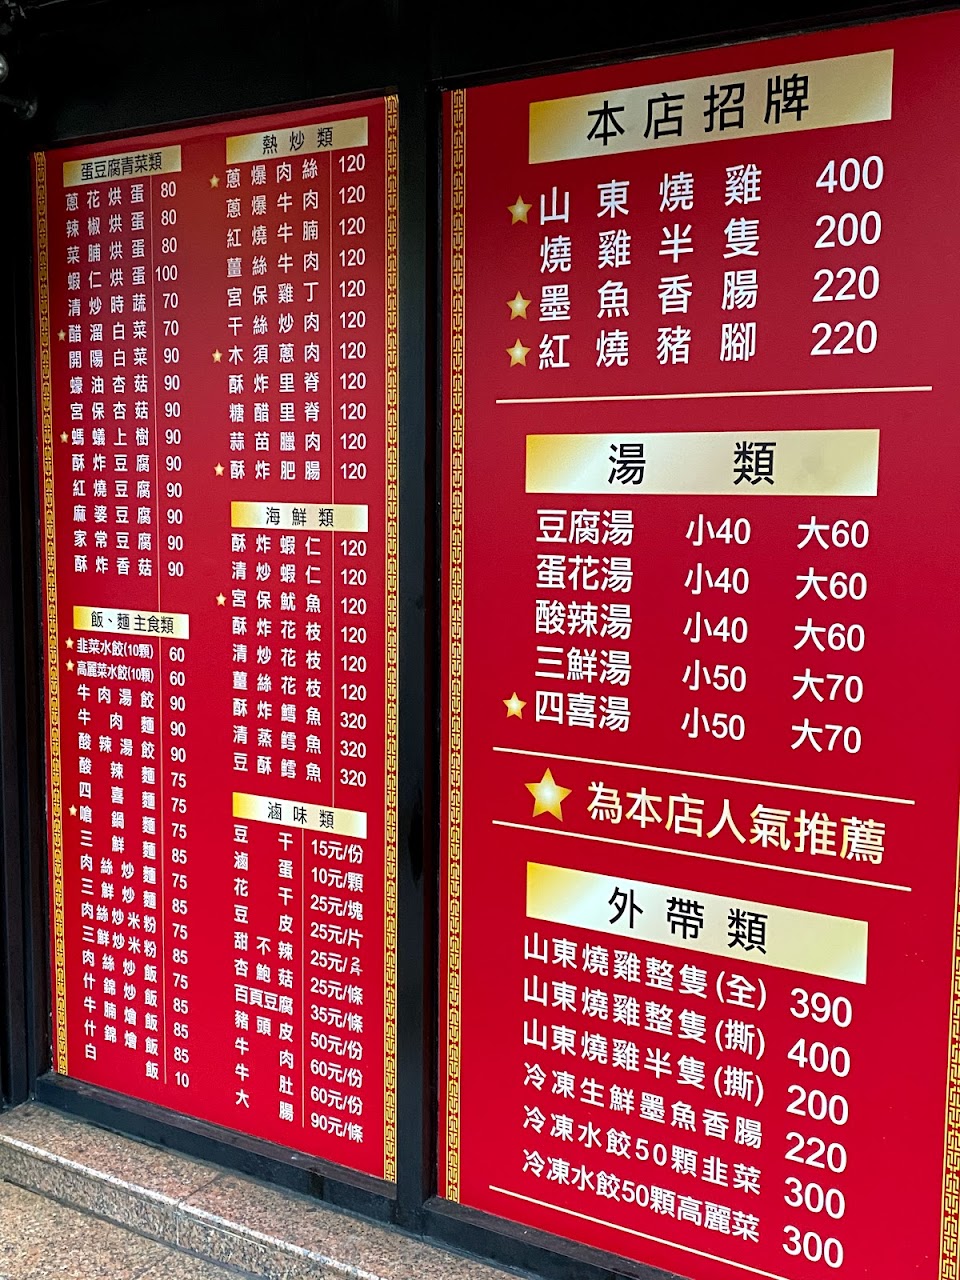 蛋豆腐青菜類
蔥花烘蛋 80
辣椒烘蛋 80
菜脯烘蛋 80
蝦仁烘蛋 100
清炒時蔬 70
醋溜白菜 70
開陽白菜 90
蠔油杏菇 90
宮保杏菇 90
螞蟻上樹 90
酥炸豆腐 90
紅燒豆腐 90
麻婆豆腐 90
家常豆腐 90
酥炸香菇 90
飯、麵 主食類
韭菜水餃(10顆) 60
高麗菜水餃(10顆) 60
牛肉湯餃 90
牛肉麵 90
酸辣湯餃 90
酸辣麵 75
四喜麵 75
嗆鍋麵 75
三鮮麵 85
肉絲炒麵 75
三鮮炒麵 85
肉絲炒米粉 75
三鮮炒米粉 85
肉絲炒飯 75
什錦炒飯 85
牛腩燴飯 85
什錦燴飯 85
白飯 10
熱炒類
蔥爆肉絲 120
蔥爆牛肉 120
紅燒牛腩 120
薑絲牛肉 120
宮保雞丁 120
干絲炒肉 120
木須蔥肉 120
酥炸里脊 120
糖醋里脊 120
蒜苗臘肉 120
酥炸肥腸 120
海鮮類
酥炸蝦仁 120
清炒蝦仁 120
宮保魷魚 120
酥炸花枝 120
清炒花枝 120
薑絲花枝 120
酥炸鱈魚 320
清蒸鱈魚 320
豆酥鱈魚 320
滷味類
豆干 15元/份
滷蛋 10元/顆
花干 25元/塊
豆皮 25元/片
甜不辣 25元/
杏鮑菇 25元/條
百頁豆腐 35元/條
豬頭皮 50元/份
牛肉 60元/份
牛肚 60元/份
大腸 90元/條
本店招牌
山東燒雞 400
燒雞半隻 200
墨魚香腸 220
紅燒豬腳 220
湯類
豆腐湯 小40 大60
蛋花湯 小40 大60
酸辣湯 小40 大60
三鮮湯 小50 大70
四喜湯 小50 大70
為本店人氣推薦
外帶類
山東燒雞整隻(全) 390
山東燒雞整隻(撕) 400
山東燒雞半隻(撕) 200
冷凍生鮮墨魚香腸 220
冷凍水餃50顆韭菜 300
冷凍水餃50顆高麗菜 300